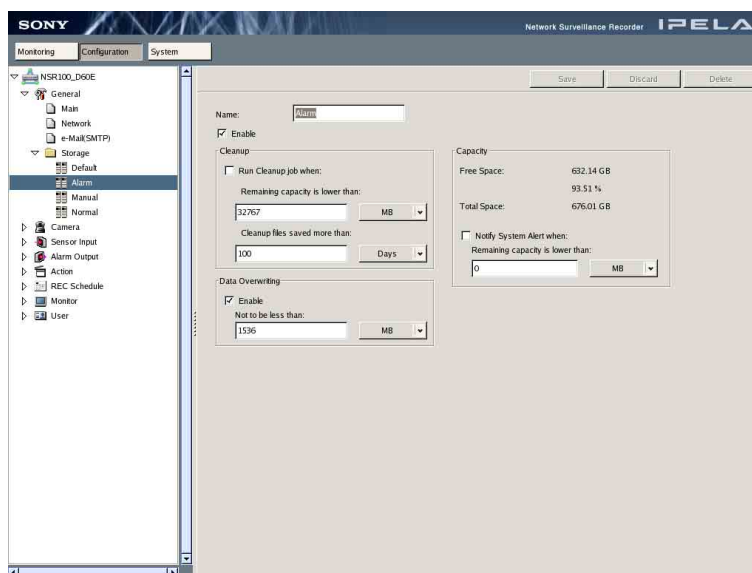 SONY
Network Surveillance Recorder IPELA
Monitoring Configuration System
NSR100_D60E
General
Main
Network
e-Mail(SMTP)
Storage
Default
Alarm
Manual
Normal
Camera
Sensor Input
Alarm Output
Action
REC Schedule
Monitor
User
Save Discard Delete
Name: Alarm
Enable
Cleanup
Run Cleanup job when:
Remaining capacity is lower than:
32767 MB
Cleanup files saved more than:
100 Days
Data Overwriting
Enable
Not to be less than:
1536 MB
Capacity
Free Space: 632.14 GB
93.51 %
Total Space: 676.01 GB
Notify System Alert when:
Remaining capacity is lower than:
0 MB